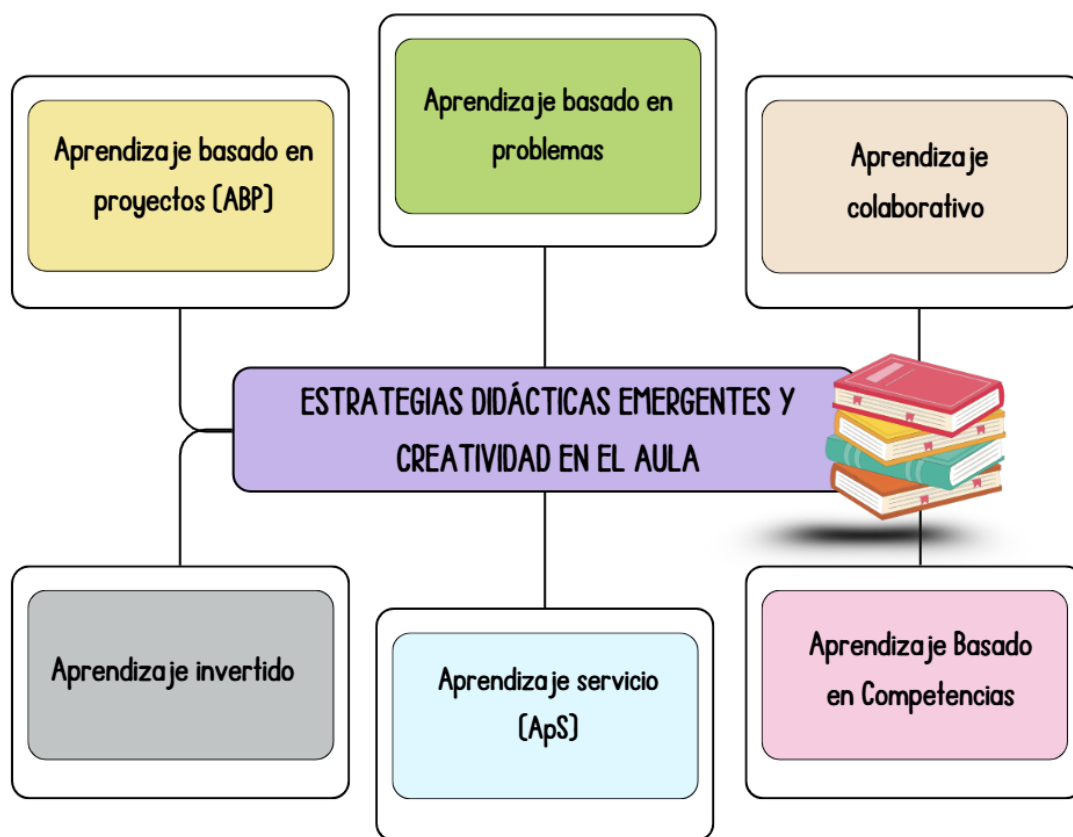 Aprendizaje basado en
proyectos (ABP)
Aprendizaje basado en
problemas
Aprendizaje
colaborativo
ESTRATEGIAS DIDÁCTICAS EMERGENTES Y
CREATIVIDAD EN EL AULA
Aprendizaje invertido
Aprendizaje servicio
(ApS)
Aprendizaje Basado
en Competencias